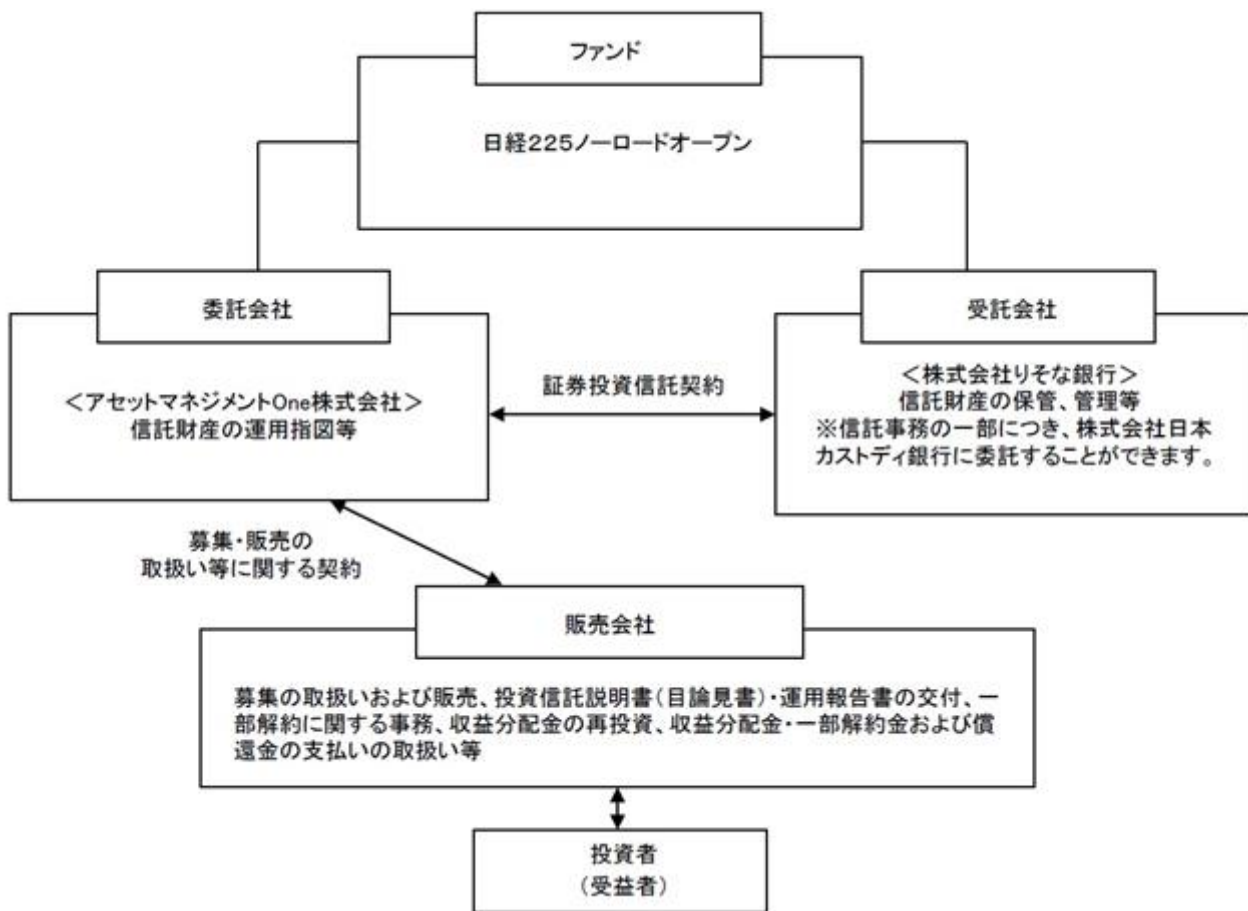 ファンド
日経225ノーロードオープン
委託会社
<アセットマネジメントOne株式会社>
信託財産の運用指図等
証券投資信託契約
受託会社
<株式会社りそな銀行>
信託財産の保管、管理等
※信託事務の一部につき、株式会社日本
カストディ銀行に委託することができます。
募集・販売の
取扱い等に関する契約
販売会社
募集の取扱いおよび販売、投資信託説明書(目論見書)・運用報告書の交付、一
部解約に関する事務、収益分配金の再投資、収益分配金・一部解約金および償
還金の支払いの取扱い等
投資者
(受益者)